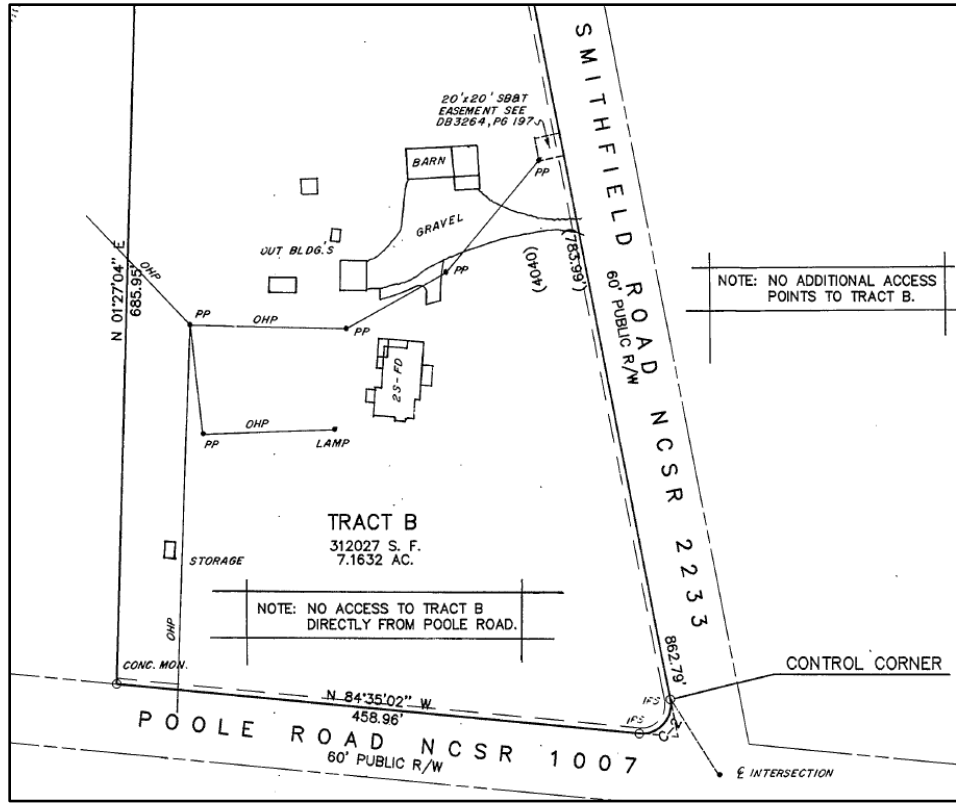 SMITHFIELD ROAD NCSR 2233
60' PUBLIC R/W
20'x20' SB&T
EASEMENT SEE
DB3264, PG 197
BARN
PP
GRAVEL
OUT BLDG'S
PP
(783.99')
(4040)
NOTE: NO ADDITIONAL ACCESS
POINTS TO TRACT B.
N 01°27'04" E
685.95'
OHP
PP
OHP
PP
2S-FD
OHP
PP
LAMP
TRACT B
312027 S. F.
7.1632 AC.
STORAGE
NOTE: NO ACCESS TO TRACT B
DIRECTLY FROM POOLE ROAD.
OHP
862.79'
CONTROL CORNER
CONC. MON.
IFS
IFS
N 84°35'02" W
458.96'
POOLE ROAD NCSR 1007
60' PUBLIC R/W
℄ INTERSECTION